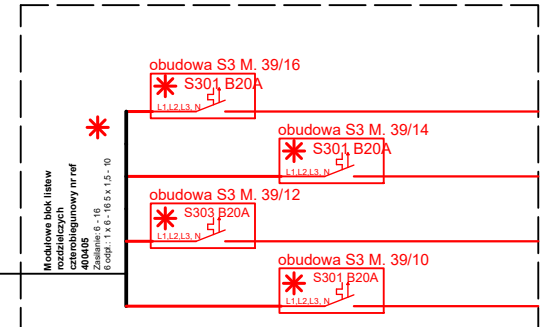 obudowa S3 M. 39/16
S301 B20A
L1,L2,L3, N
obudowa S3 M. 39/14
S301 B20A
L1,L2,L3, N
obudowa S3 M. 39/12
S303 B20A
L1,L2,L3, N
obudowa S3 M. 39/10
S301 B20A
L1,L2,L3, N
Modułowe blok listew
rozdzielczych
czterobiegunowy nr ref
400405
Zasilanie: 6 - 16
6 odpł.: 1 x 6 - 16 5 x 1,5 - 10